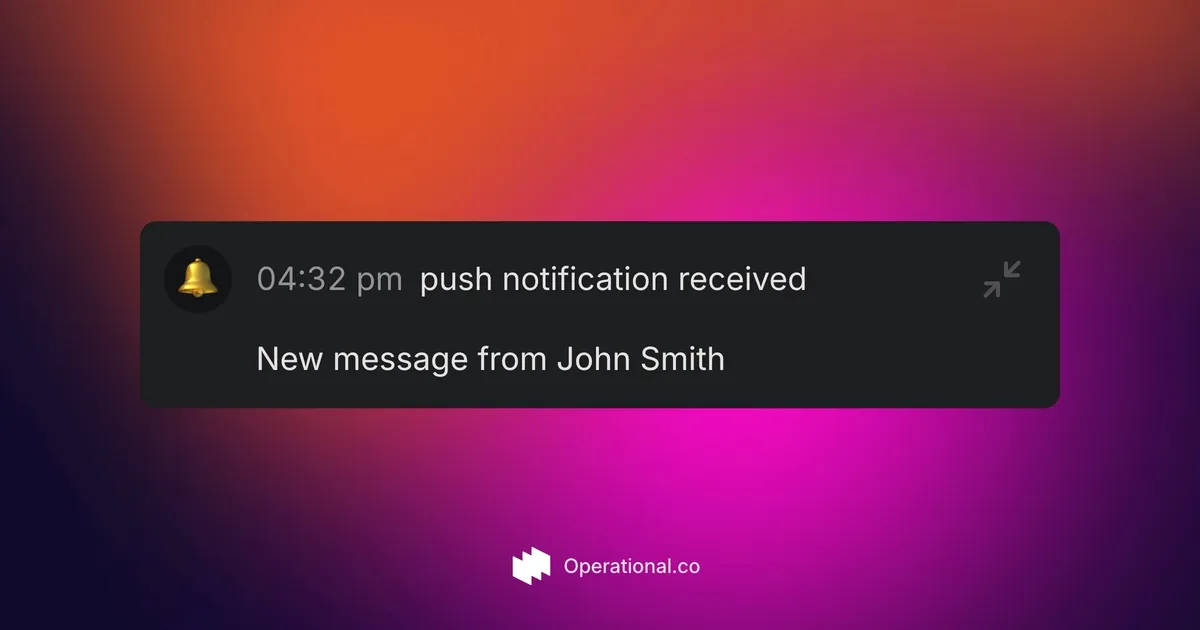 04:32 pm push notification received
New message from John Smith
Operational.co